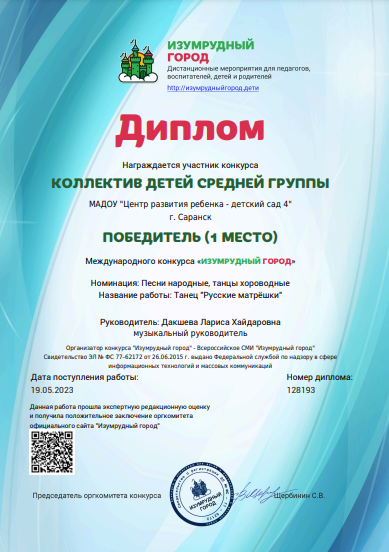 ИЗУМРУДНЫЙ
ГОРОД
Дистанционные мероприятия для педагогов,
воспитателей, детей и родителей
http://изумрудныйгород.дети
Диплом
Награждается участник конкурса
КОЛЛЕКТИВ ДЕТЕЙ СРЕДНЕЙ ГРУППЫ
МАДОУ "Центр развития ребенка - детский сад 4"
г. Саранск
ПОБЕДИТЕЛЬ (1 МЕСТО)
Международного конкурса «ИЗУМРУДНЫЙ ГОРОД»
Номинация: Песни народные, танцы хороводные
Название работы: Танец "Русские матрёшки"
Руководитель: Дакшева Лариса Хайдаровна
музыкальный руководитель
Организатор конкурса "Изумрудный город" - Всероссийское СМИ "Изумрудный город"
Свидетельство ЭЛ № ФС 77-62172 от 26.06.2015 г. выдано Федеральной службой по надзору в сфере
информационных технологий и массовых коммуникаций
Дата поступления работы:
19.05.2023
Номер диплома:
128193
Данная работа прошла экспертную редакционную оценку
и получила положительное заключение оргкомитета
официального сайта "Изумрудный город"
Председатель оргкомитета конкурса
ИЗУМРУДНЫЙ
ГОРОД
Щербинин С.В.